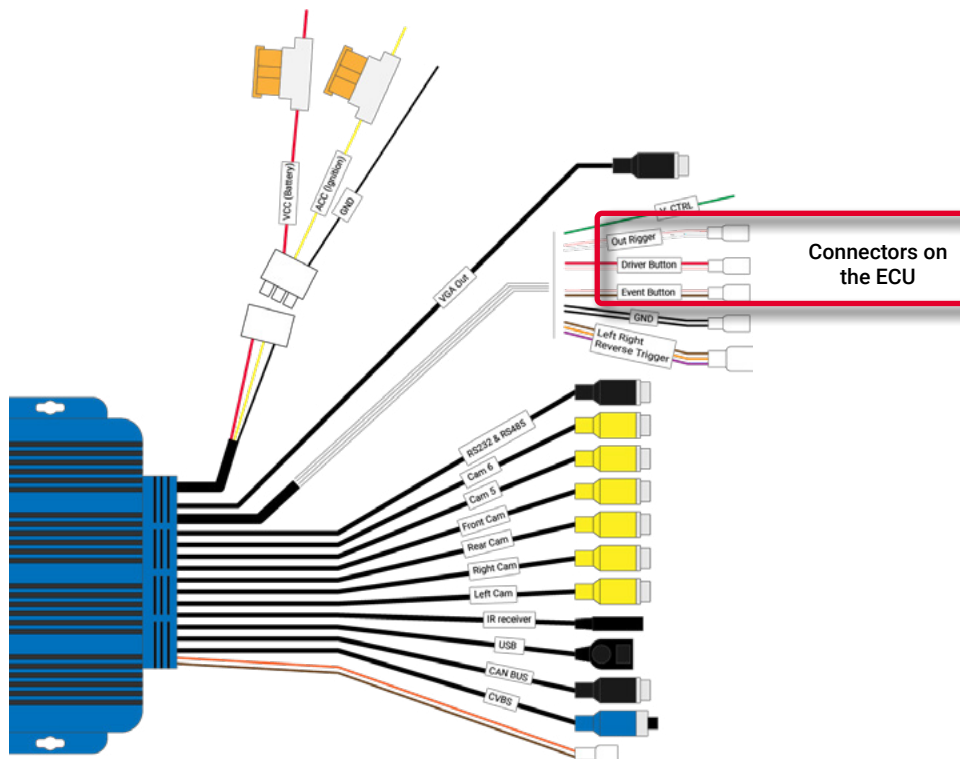 VCC (Battery)
ACC (Ignition)
GND
VGA Out
V_CTRL
Out Rigger
Driver Button
Event Button
GND
Left Right
Reverse Trigger
Connectors on
the ECU
RS232 & RS485
Cam 6
Cam 5
Front Cam
Rear Cam
Right Cam
Left Cam
IR receiver
USB
CAN BUS
CVBS